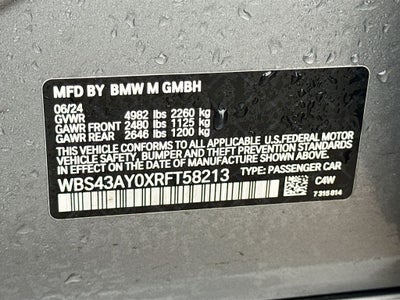 MFD BY BMW M GMBH
06/24
GVWR 4982 lbs 2260 kg
GAWR FRONT 2480 lbs 1125 kg
GAWR REAR 2646 lbs 1200 kg
THIS VEHICLE CONFORMS TO ALL APPLICABLE U.S. FEDERAL MOTOR
VEHICLE SAFETY, BUMPER, AND THEFT PREVENTION STANDARDS
IN EFFECT ON THE DATE OF MANUFACTURE SHOWN ABOVE.
WBS43AY0XRFT58213 TYPE: PASSENGER CAR
C4W
7 315 014